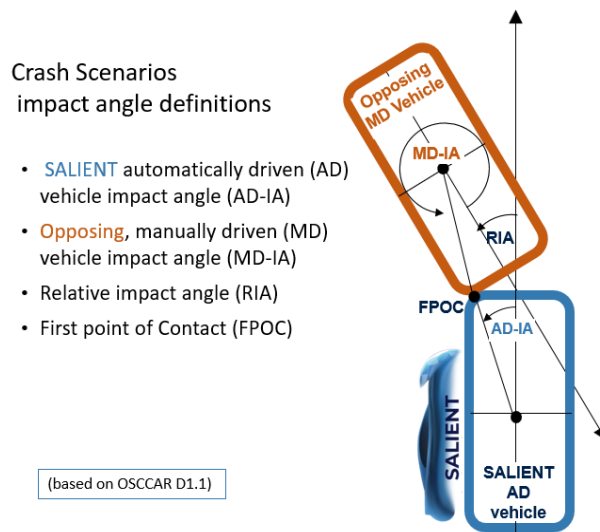 Crash Scenarios
impact angle definitions
• SALIENT automatically driven (AD)
vehicle impact angle (AD-IA)
• Opposing, manually driven (MD)
vehicle impact angle (MD-IA)
• Relative impact angle (RIA)
• First point of Contact (FPOC)
(based on OSCCAR D1.1)
Opposing
MD Vehicle
MD-IA
RIA
FPOC
AD-IA
SALIENT
SALIENT
AD
vehicle